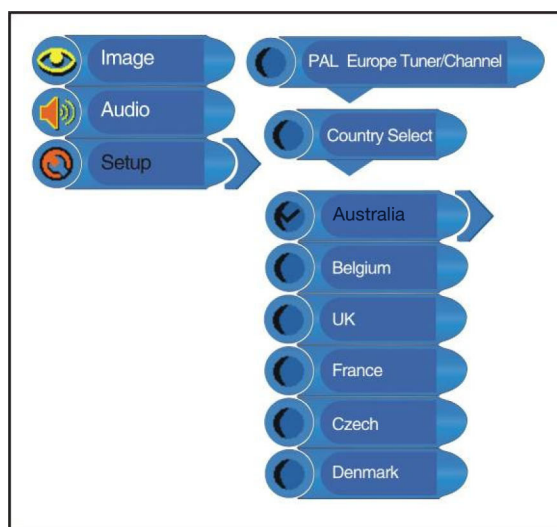 Image
Audio
Setup
PAL Europe Tuner/Channel
Country Select
Australia
Belgium
UK
France
Czech
Denmark